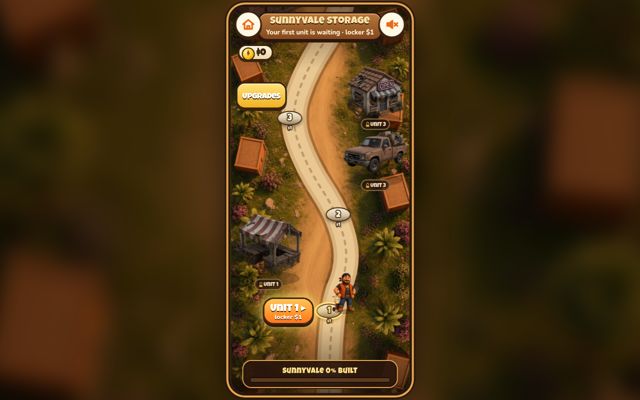 SUNNYVALE STORAGE
Your first unit is waiting · locker $1
$0
UPGRADES
3
UNIT 3
UNIT 3
2
UNIT 1
UNIT 1 ▸
locker $1
1
SUNNYVALE 0% BUILT